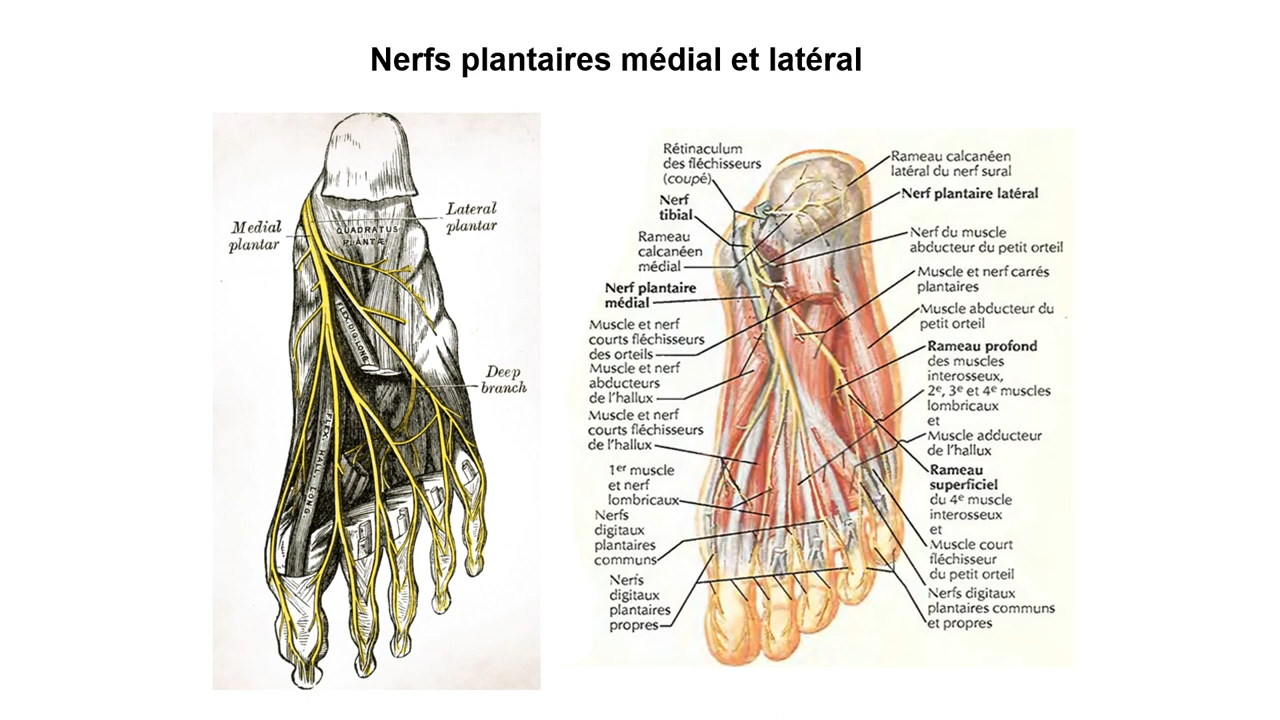 Nerfs plantaires médial et latéral
Medial
plantar
Lateral
plantar
QUADRATUS
PLANTÆ
FLEX. DIG. LONG.
Deep
branch
FLEX. HALL. LONG
Rétinaculum
des fléchisseurs
(coupé)
Nerf
tibial
Rameau
calcanéen
médial
Nerf plantaire
médial
Muscle et nerf
courts fléchisseurs
des orteils
Muscle et nerf
abducteurs
de l'hallux
Muscle et nerf
courts fléchisseurs
de l'hallux
1er muscle
et nerf
lombricaux
Nerfs
digitaux
plantaires
communs
Nerfs
digitaux
plantaires
propres
Rameau calcanéen
latéral du nerf sural
Nerf plantaire latéral
Nerf du muscle
abducteur du petit orteil
Muscle et nerf carrés
plantaires
Muscle abducteur du
petit orteil
Rameau profond
des muscles
interosseux,
2e, 3e et 4e muscles
lombricaux
et
Muscle adducteur
de l'hallux
Rameau
superficiel
du 4e muscle
interosseux
et
Muscle court
fléchisseur
du petit orteil
Nerfs digitaux
plantaires communs
et propres